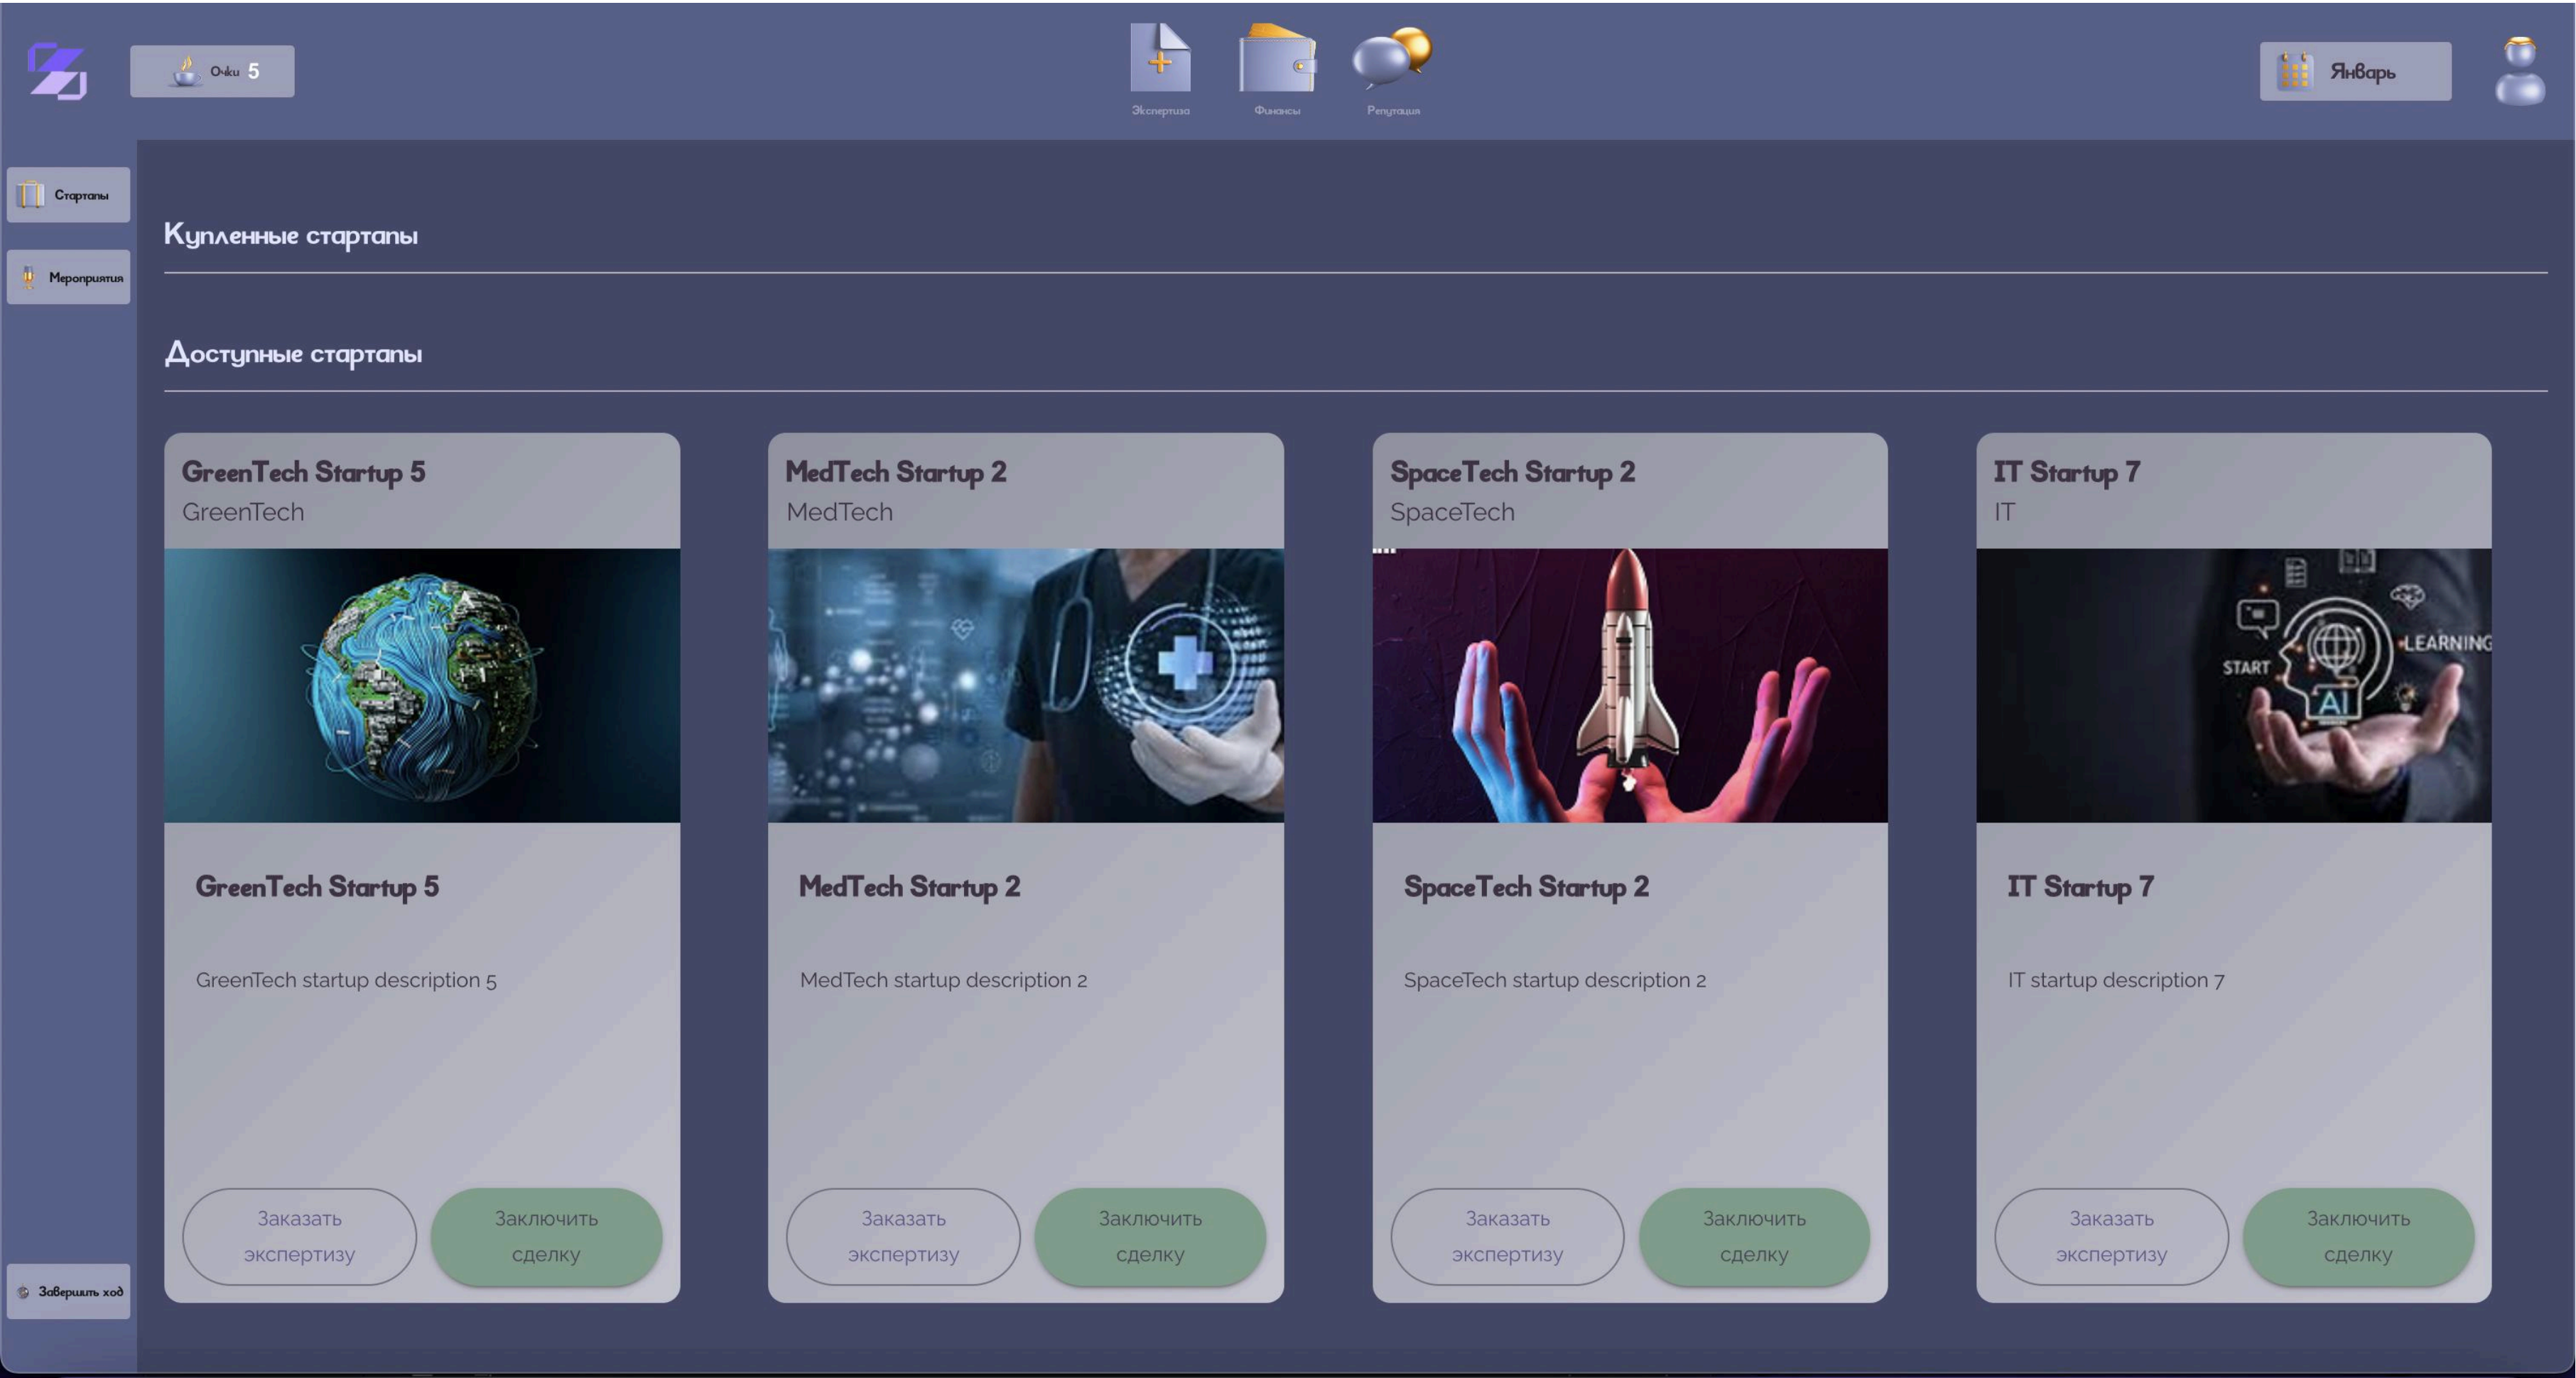 Очки 5
Экспертиза
Финансы
Репутация
Январь
Стартапы
Мероприятия
Купленные стартапы
Доступные стартапы
GreenTech Startup 5
GreenTech
GreenTech Startup 5
GreenTech startup description 5
Заказать
экспертизу
Заключить
сделку
MedTech Startup 2
MedTech
MedTech Startup 2
MedTech startup description 2
Заказать
экспертизу
Заключить
сделку
SpaceTech Startup 2
SpaceTech
SpaceTech Startup 2
SpaceTech startup description 2
Заказать
экспертизу
Заключить
сделку
IT Startup 7
IT
START
LEARNING
AI
IT Startup 7
IT startup description 7
Заказать
экспертизу
Заключить
сделку
Завершить ход